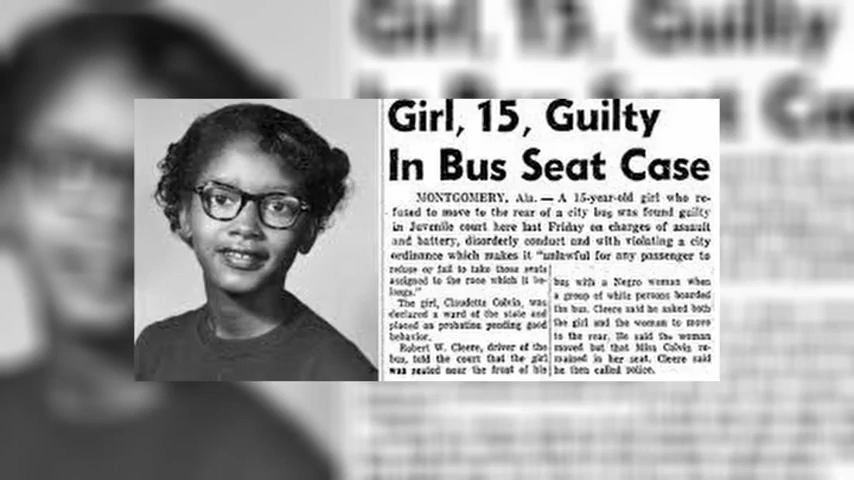 Girl, 15, Guilty
In Bus Seat Case
MONTGOMERY, Ala. — A 15-year-old girl who re-
fused to move to the rear of a city bus was found guilty
in Juvenile court here last Friday on charges of assault
and battery, disorderly conduct and with violating a city
ordinance which makes it "unlawful for any passenger to
refuse or fail to take those seats
assigned to the race which it be-
longs."
The girl, Claudette Colvin, was
declared a ward of the state and
placed on probation pending good
behavior.
Robert W. Cleere, driver of the
bus, told the court that the girl
was seated near the front of his
bus with a Negro woman when
a group of white persons boarded
the bus. Cleere said he asked both
the girl and the woman to move
to the rear. He said the woman
moved but that Miss Colvin re-
mained in her seat. Cleere said
he then called police.